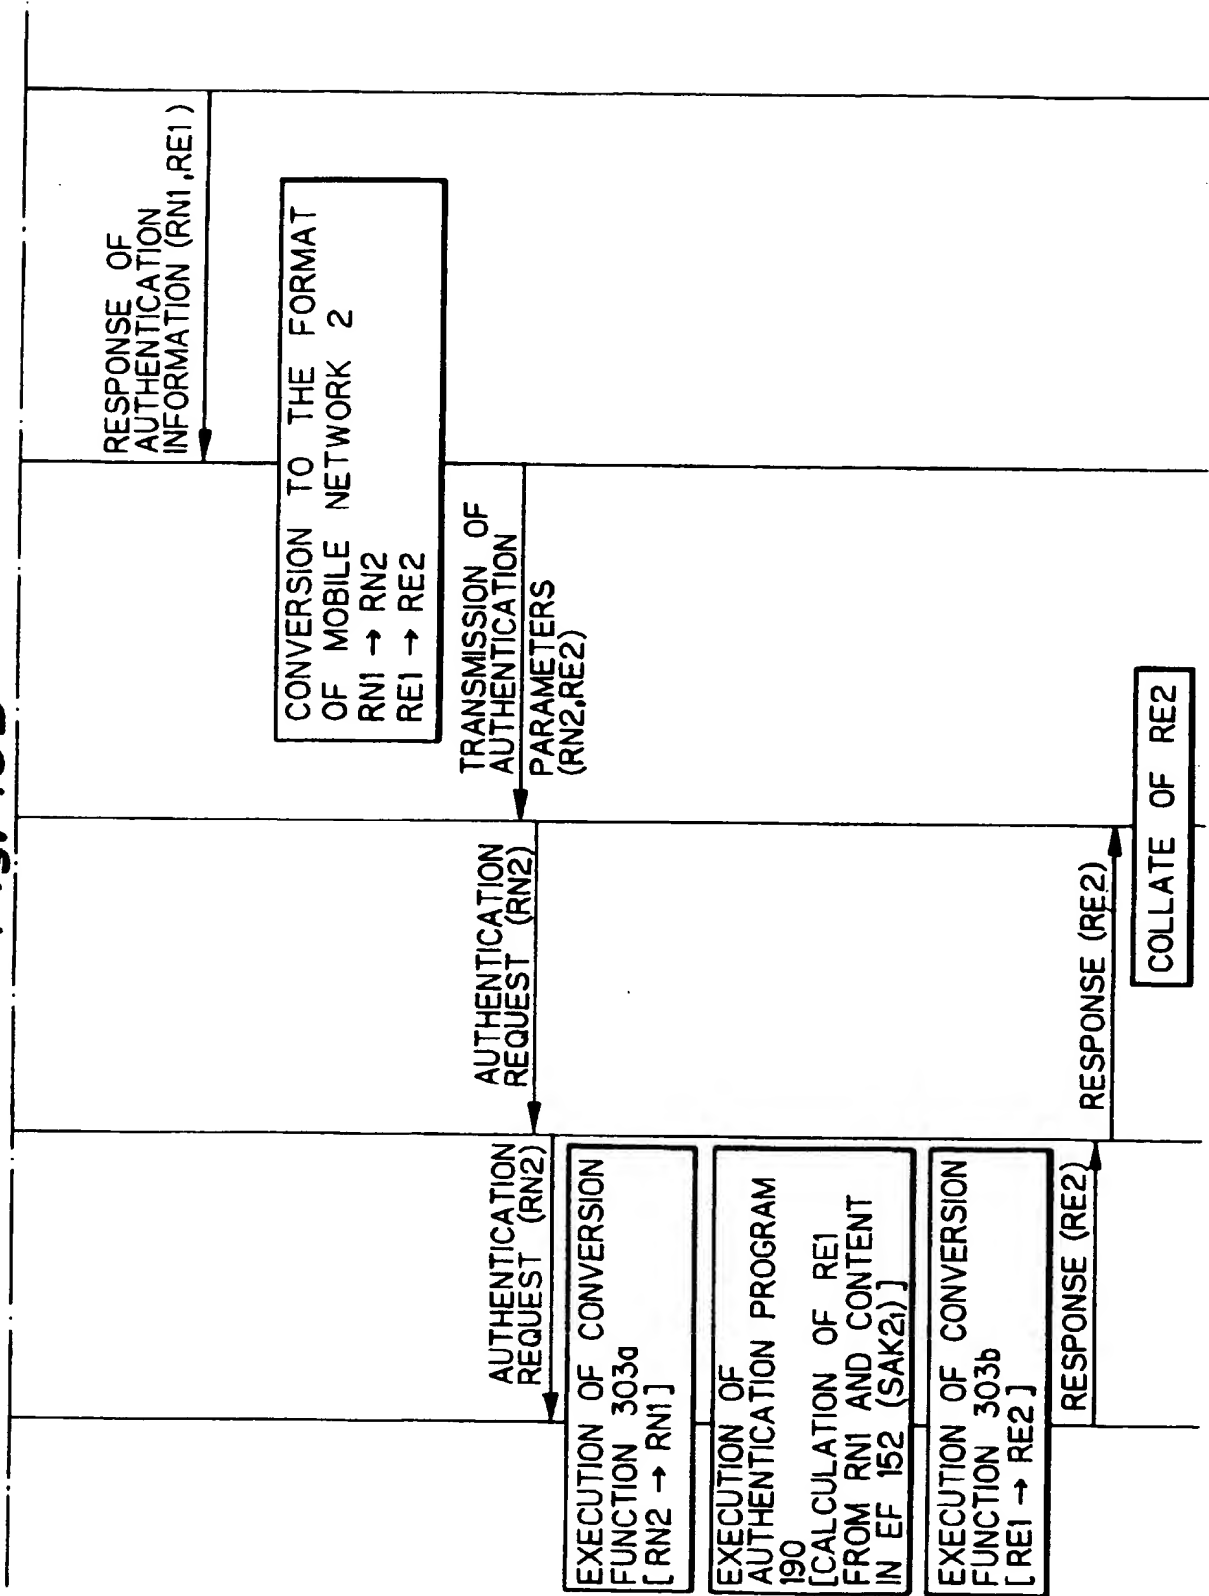 RESPONSE OF
AUTHENTICATION
INFORMATION (RN1,RE1)
CONVERSION TO THE FORMAT
OF MOBILE NETWORK 2
RN1 → RN2
RE1 → RE2
TRANSMISSION OF
AUTHENTICATION
PARAMETERS
(RN2,RE2)
AUTHENTICATION
REQUEST (RN2)
AUTHENTICATION
REQUEST (RN2)
EXECUTION OF CONVERSION
FUNCTION 303a
[RN2 → RN1]
EXECUTION OF
AUTHENTICATION PROGRAM
190
[CALCULATION OF RE1
FROM RN1 AND CONTENT
IN EF 152 (SAK2₁)]
EXECUTION OF CONVERSION
FUNCTION 303b
[RE1 → RE2]
RESPONSE (RE2)
RESPONSE (RE2)
COLLATE OF RE2